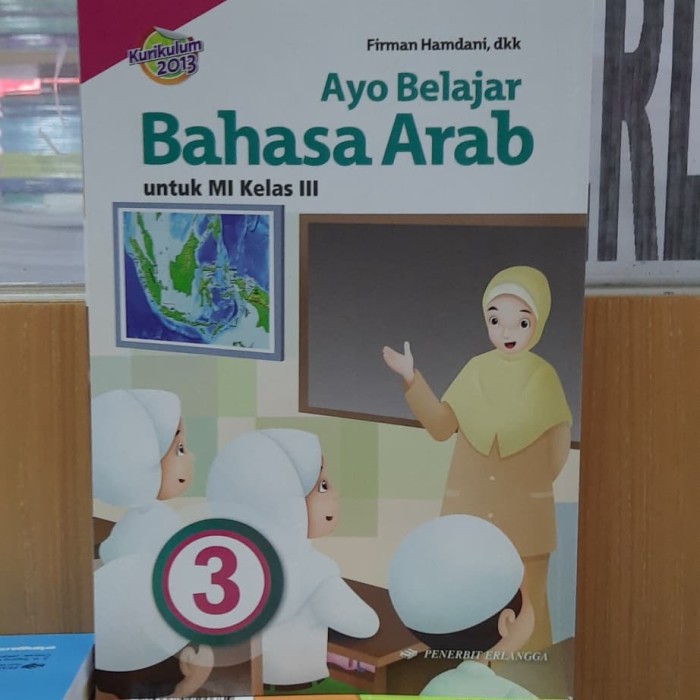 Kurikulum
2013
Firman Hamdani, dkk
Ayo Belajar
Bahasa Arab
untuk MI Kelas III
3
PENERBIT ERLANGGA